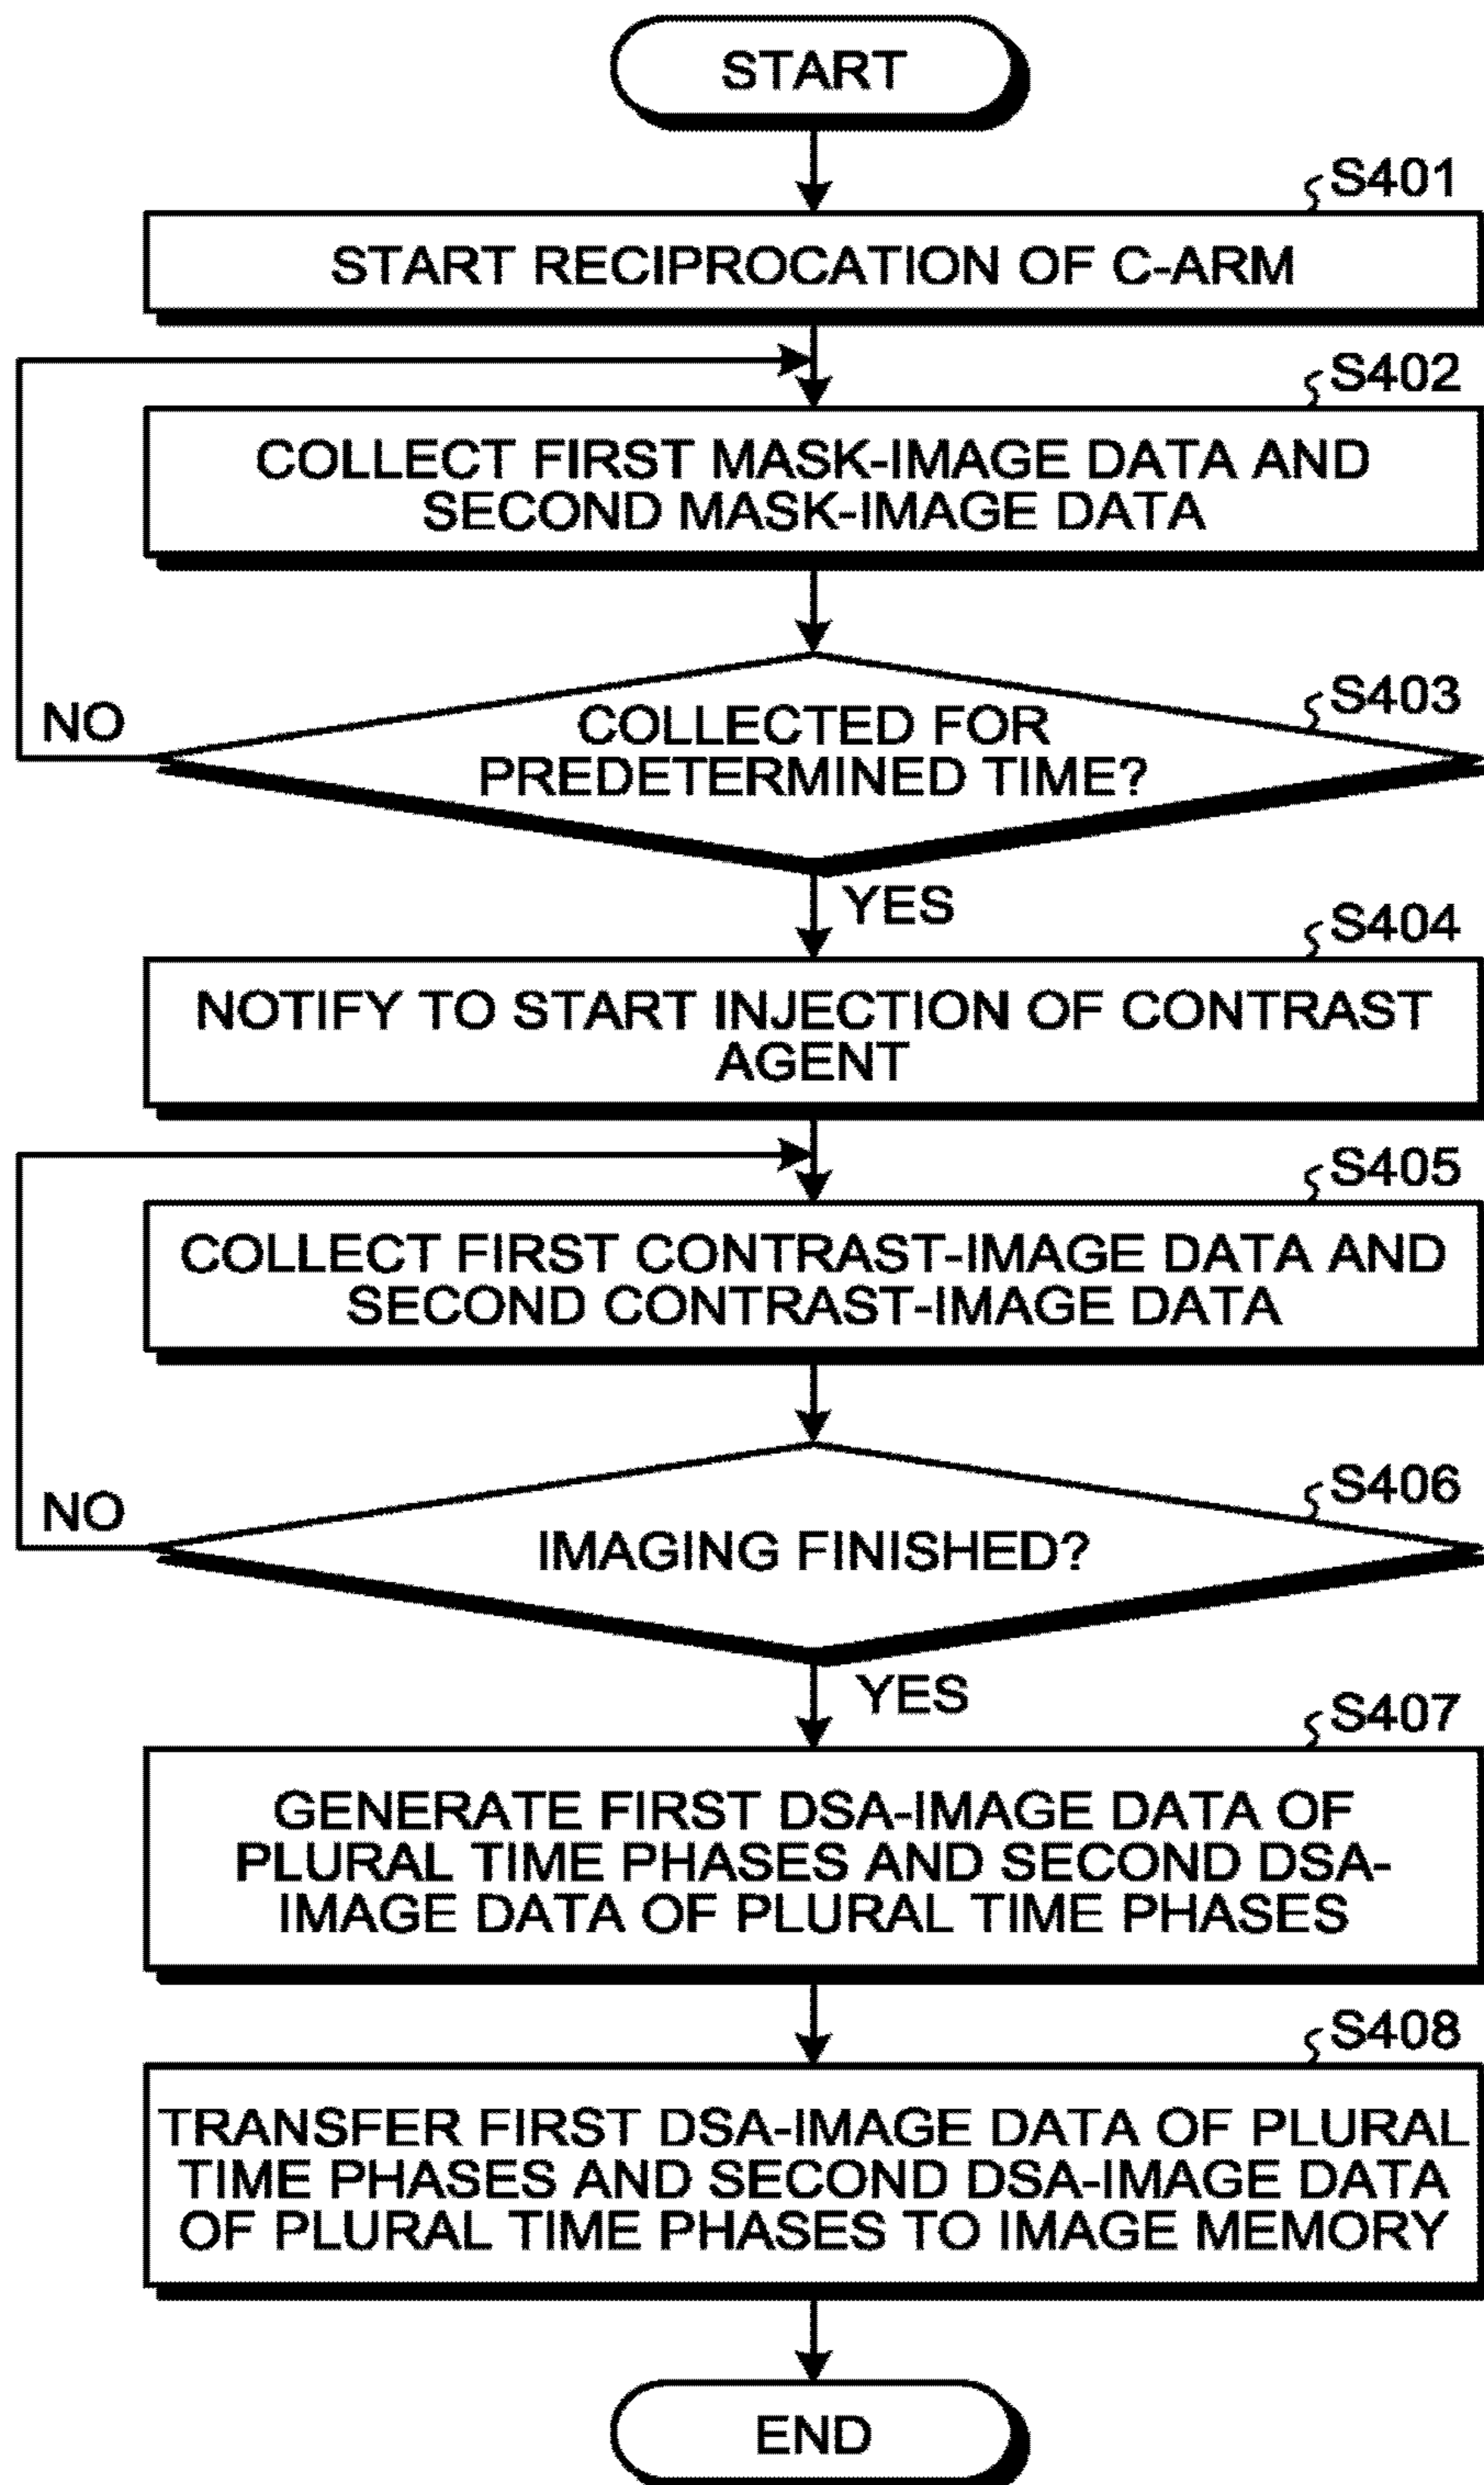 START
S401
START RECIPROCATION OF C-ARM
S402
COLLECT FIRST MASK-IMAGE DATA AND
SECOND MASK-IMAGE DATA
S403
COLLECTED FOR
PREDETERMINED TIME?
NO
YES
S404
NOTIFY TO START INJECTION OF CONTRAST
AGENT
S405
COLLECT FIRST CONTRAST-IMAGE DATA AND
SECOND CONTRAST-IMAGE DATA
S406
IMAGING FINISHED?
NO
YES
S407
GENERATE FIRST DSA-IMAGE DATA OF
PLURAL TIME PHASES AND SECOND DSA-
IMAGE DATA OF PLURAL TIME PHASES
S408
TRANSFER FIRST DSA-IMAGE DATA OF PLURAL
TIME PHASES AND SECOND DSA-IMAGE DATA
OF PLURAL TIME PHASES TO IMAGE MEMORY
END